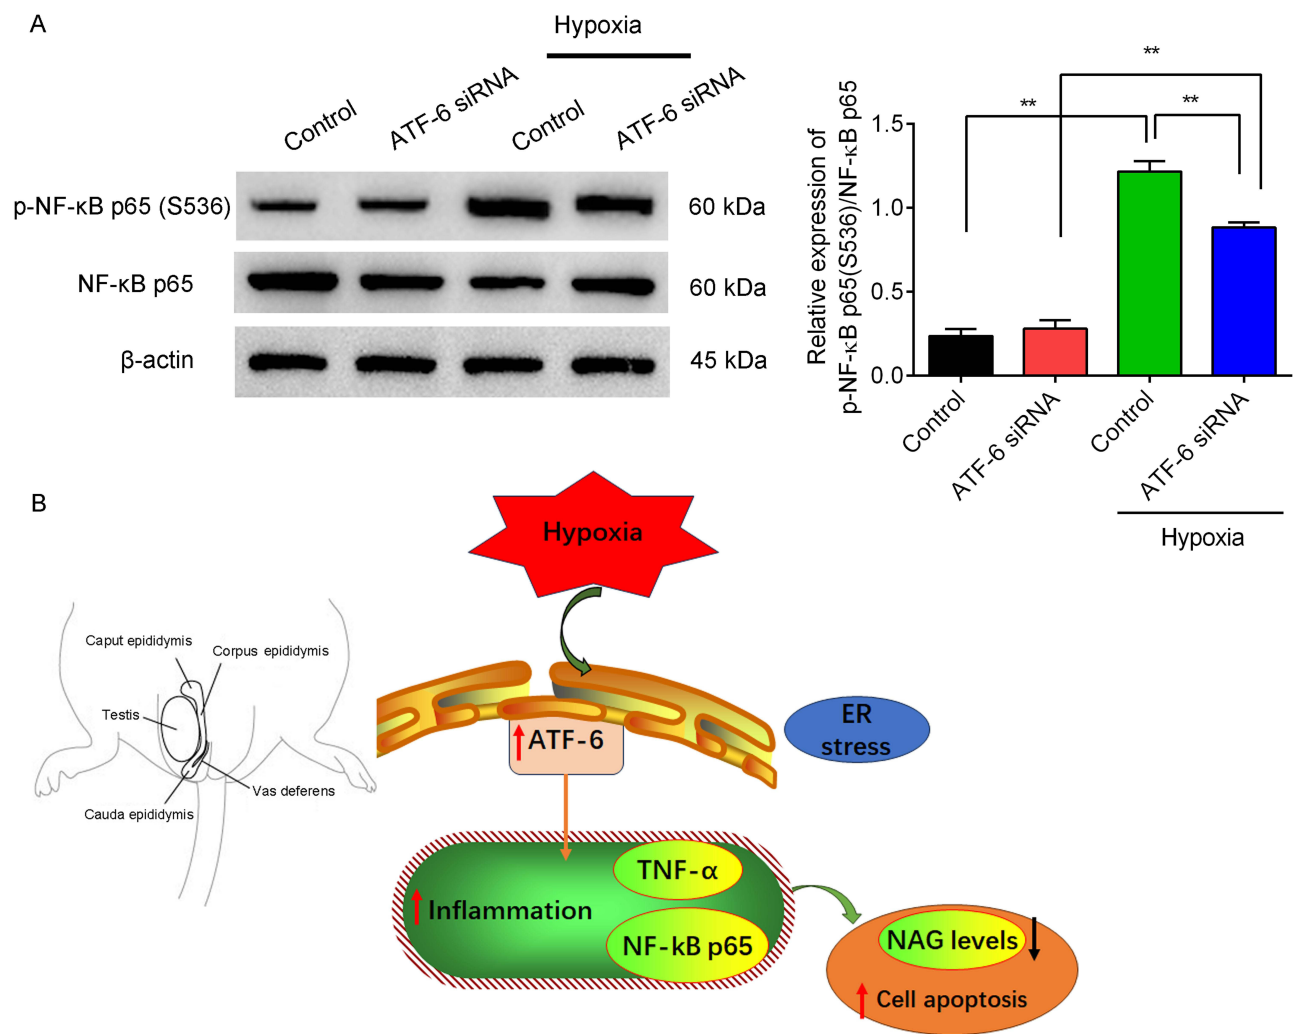 A
Hypoxia
Control
ATF-6 siRNA
Control
ATF-6 siRNA
p-NF-κB p65 (S536)
60 kDa
NF-κB p65
60 kDa
β-actin
45 kDa
Relative expression of
p-NF-κB p65(S536)/NF-κB p65
1.5
1.0
0.5
0.0
**
**
**
Control
ATF-6 siRNA
Control
ATF-6 siRNA
Hypoxia
B
Caput epididymis
Corpus epididymis
Testis
Vas deferens
Cauda epididymis
Hypoxia
ATF-6
ER
stress
Inflammation
TNF-α
NF-kB p65
NAG levels
Cell apoptosis